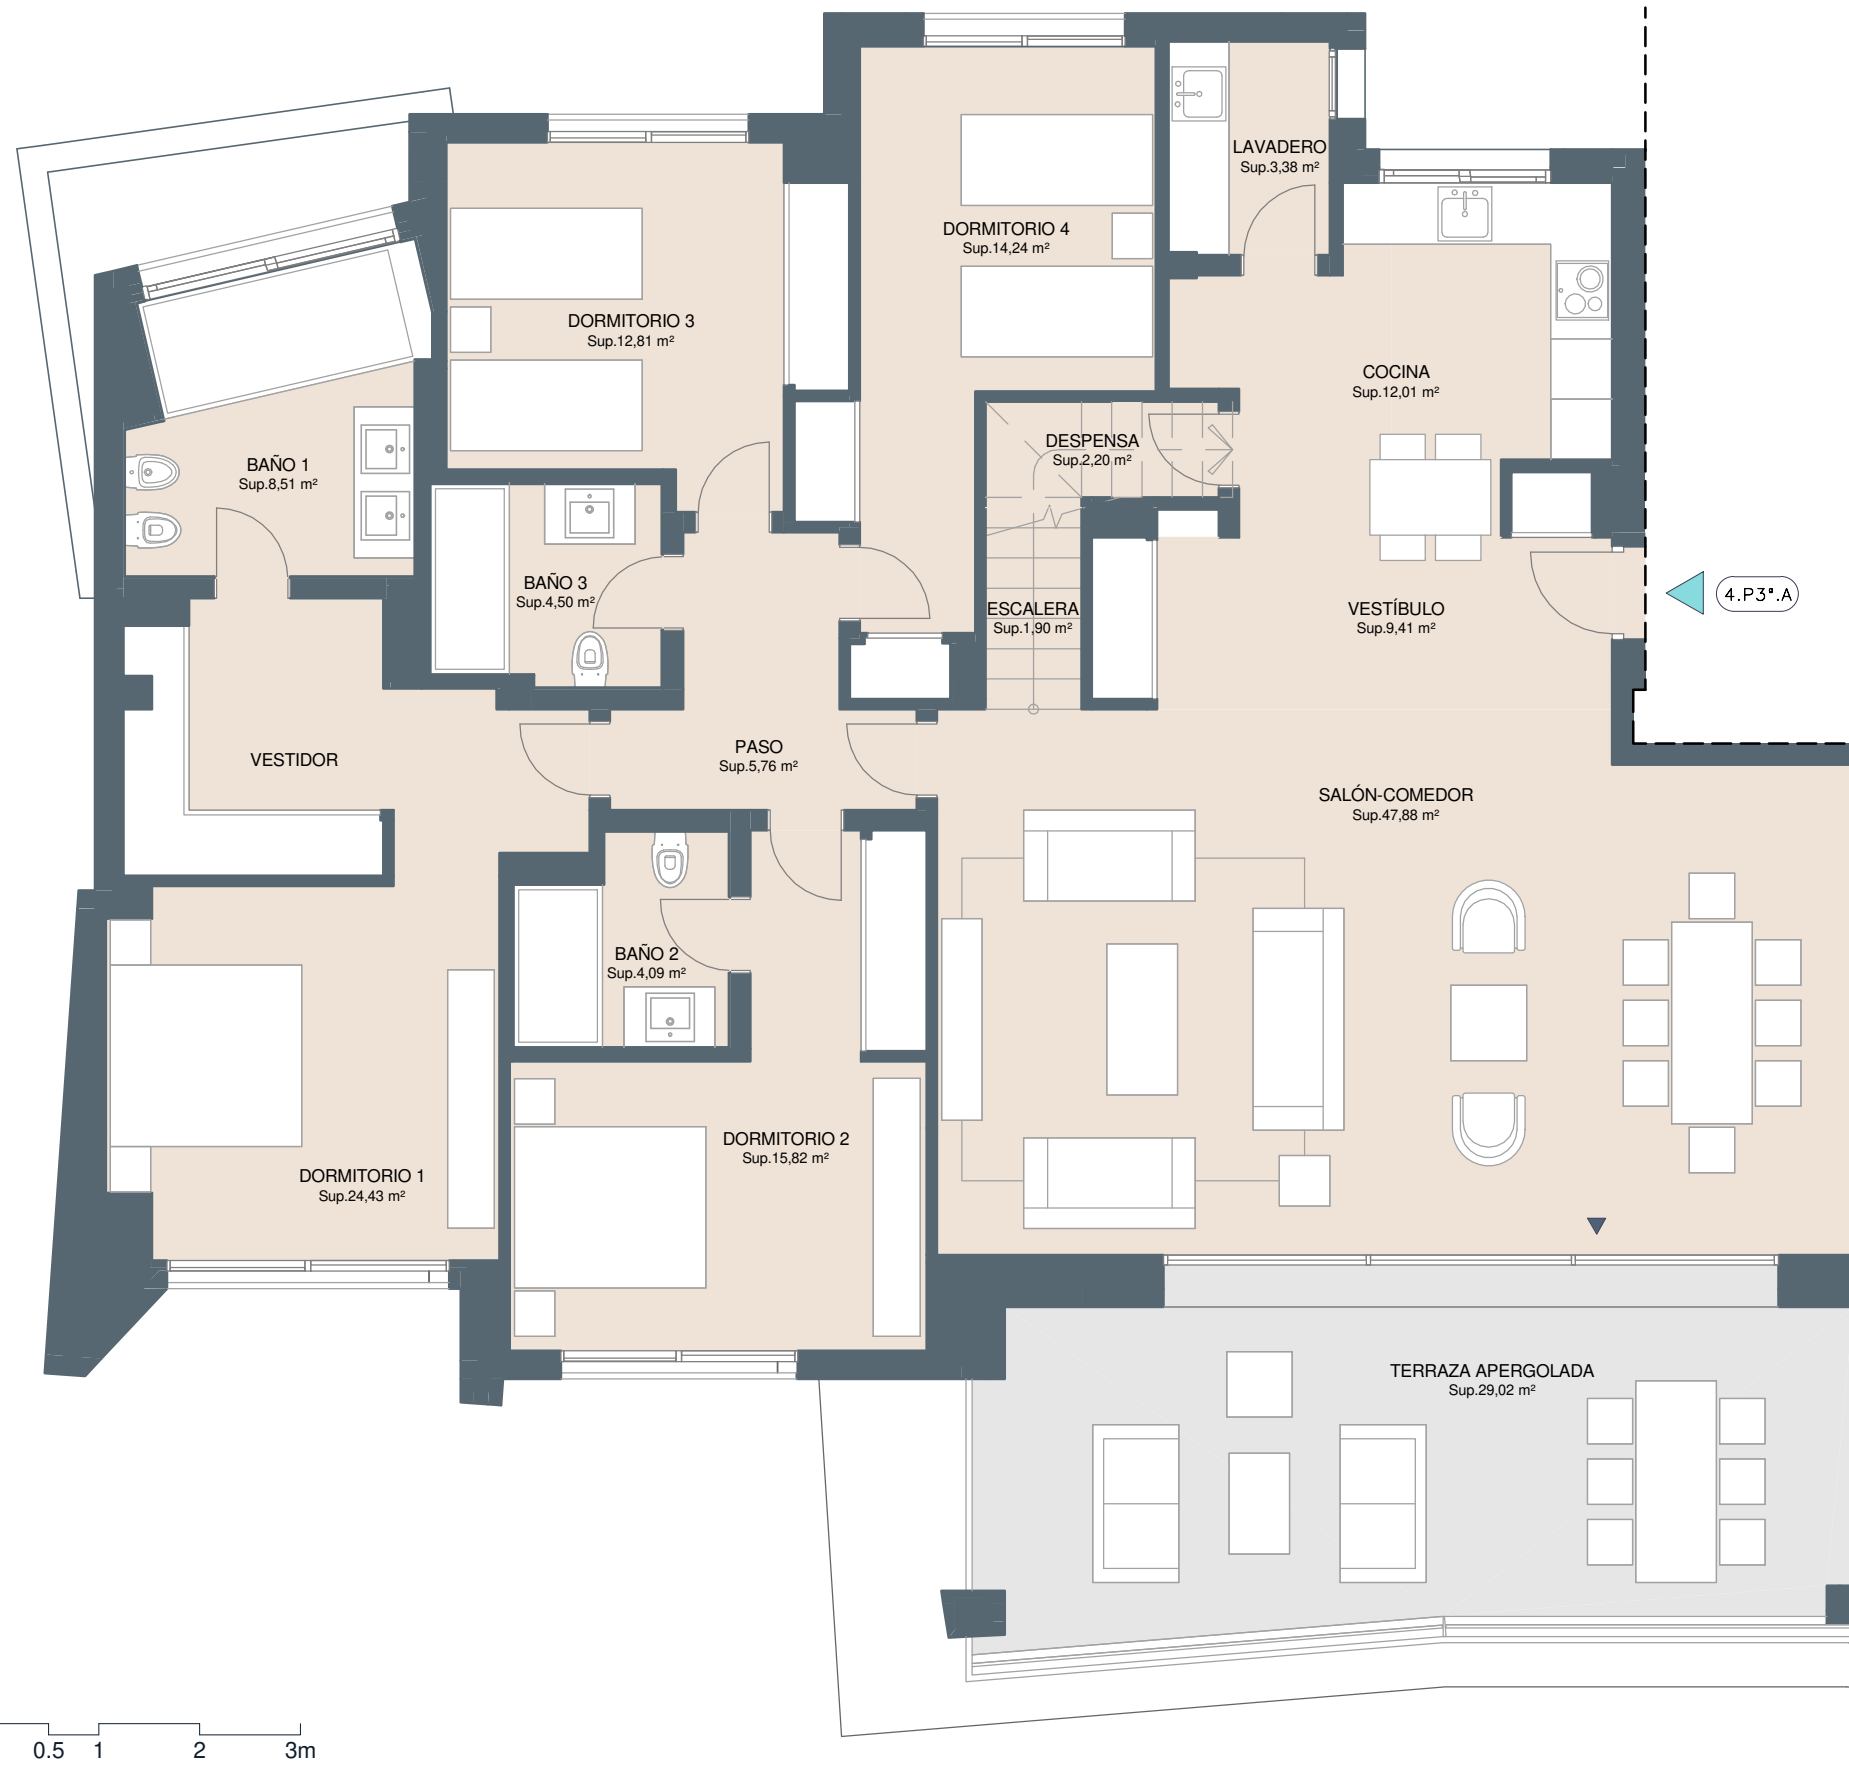 LAVADERO
Sup.3,38 m²
DORMITORIO 4
Sup.14,24 m²
DORMITORIO 3
Sup.12,81 m²
COCINA
Sup.12,01 m²
DESPENSA
Sup.2,20 m²
BAÑO 1
Sup.8,51 m²
BAÑO 3
Sup.4,50 m²
ESCALERA
Sup.1,90 m²
VESTÍBULO
Sup.9,41 m²
4.P3ª.A
VESTIDOR
PASO
Sup.5,76 m²
SALÓN-COMEDOR
Sup.47,88 m²
BAÑO 2
Sup.4,09 m²
DORMITORIO 2
Sup.15,82 m²
DORMITORIO 1
Sup.24,43 m²
TERRAZA APERGOLADA
Sup.29,02 m²
0.5 1 2 3m